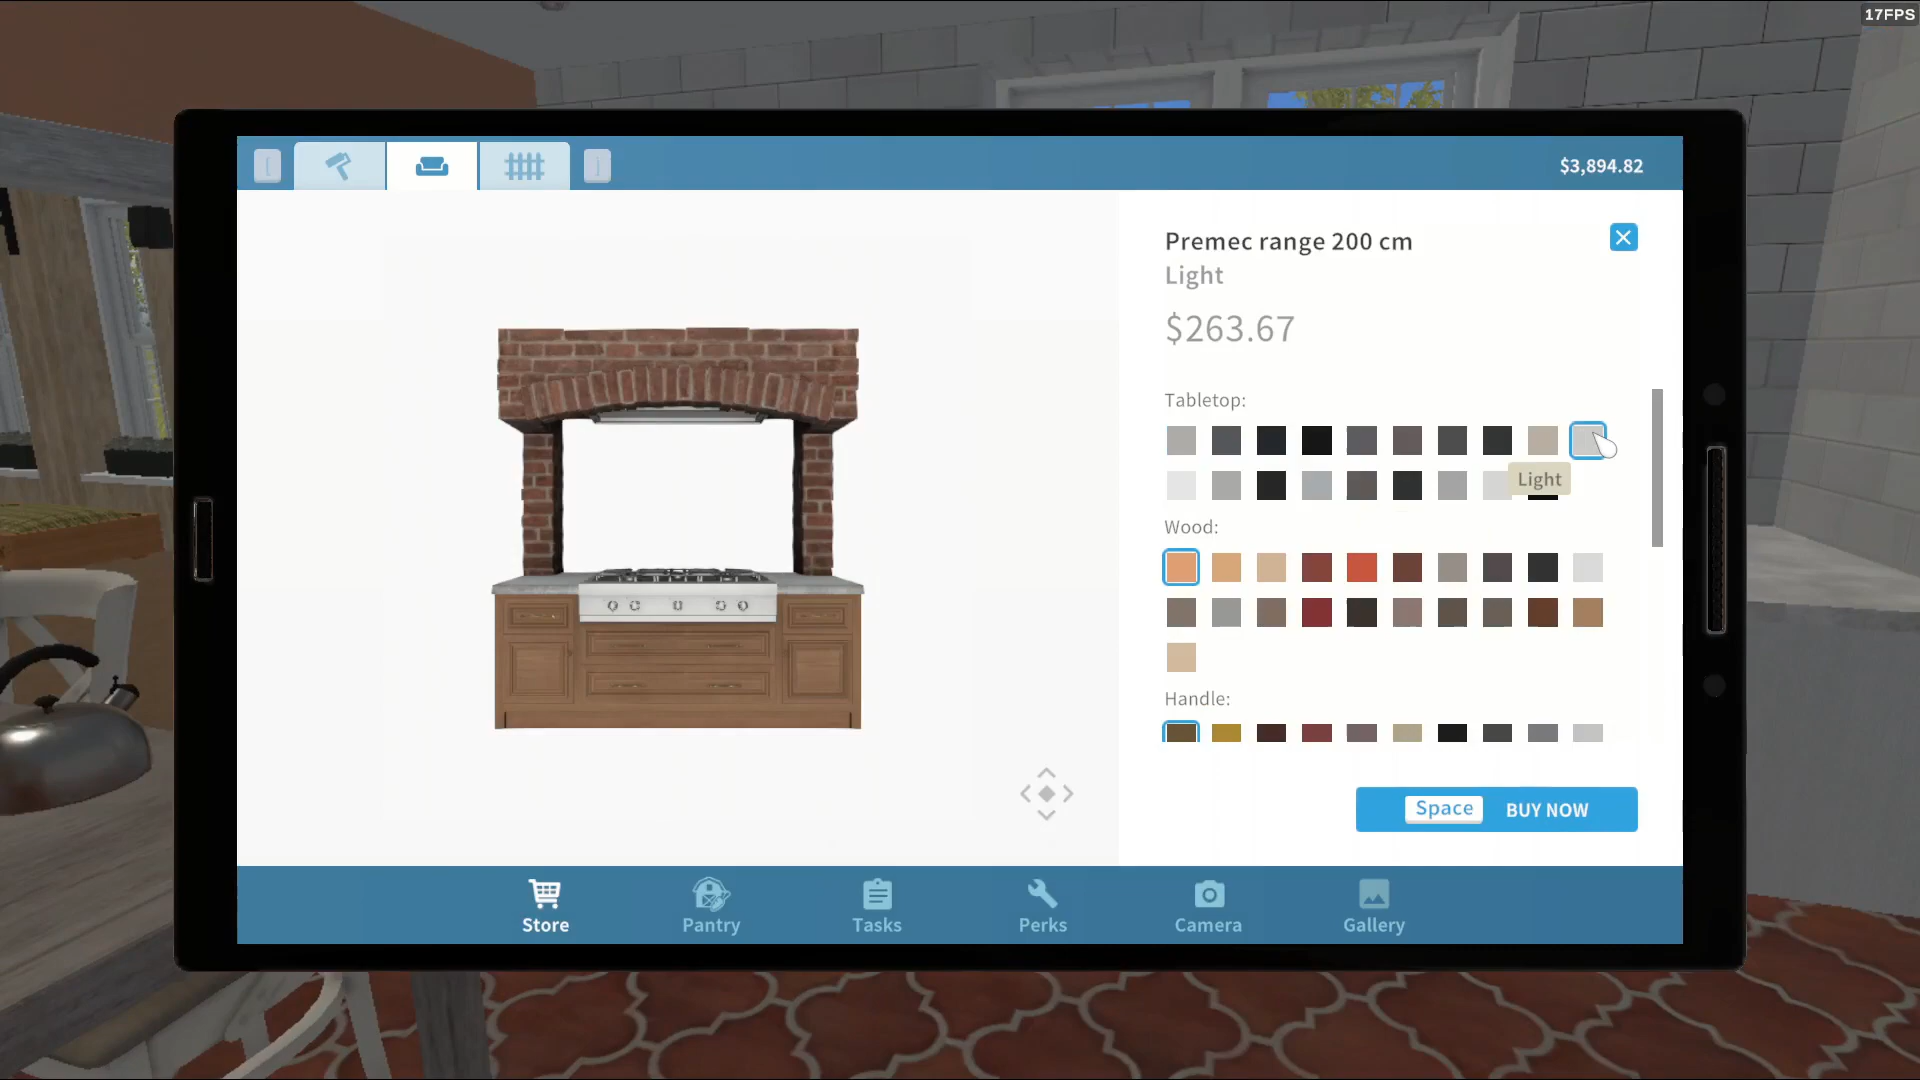 17FPS
[
]
$3,894.82
Premec range 200 cm
Light
$263.67
Tabletop:
Light
Wood:
Handle:
Space BUY NOW
Store
Pantry
Tasks
Perks
Camera
Gallery